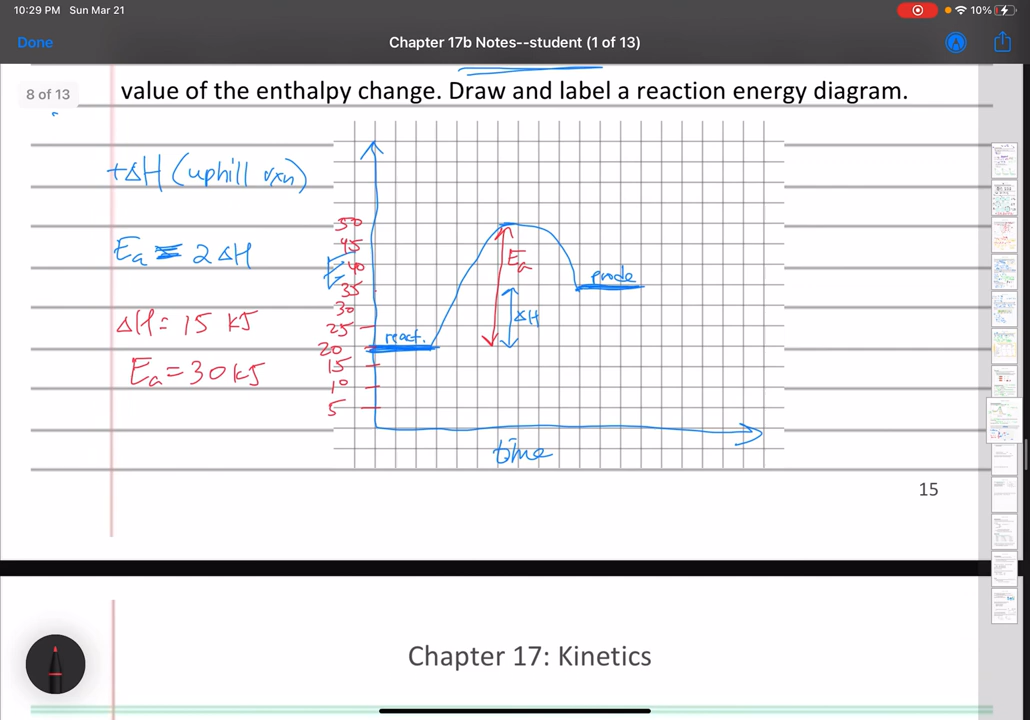 10:29 PM Sun Mar 21
10%
Done
Chapter 17b Notes--student (1 of 13)
8 of 13
value of the enthalpy change. Draw and label a reaction energy diagram.
+ΔH (uphill rxn)
Ea = 2 ΔH
ΔH = 15 kJ
Ea = 30 kJ
50
45
40
35
30
25
20
15
10
5
E
Ea
prode
ΔH
react.
time
15
Chapter 17: Kinetics